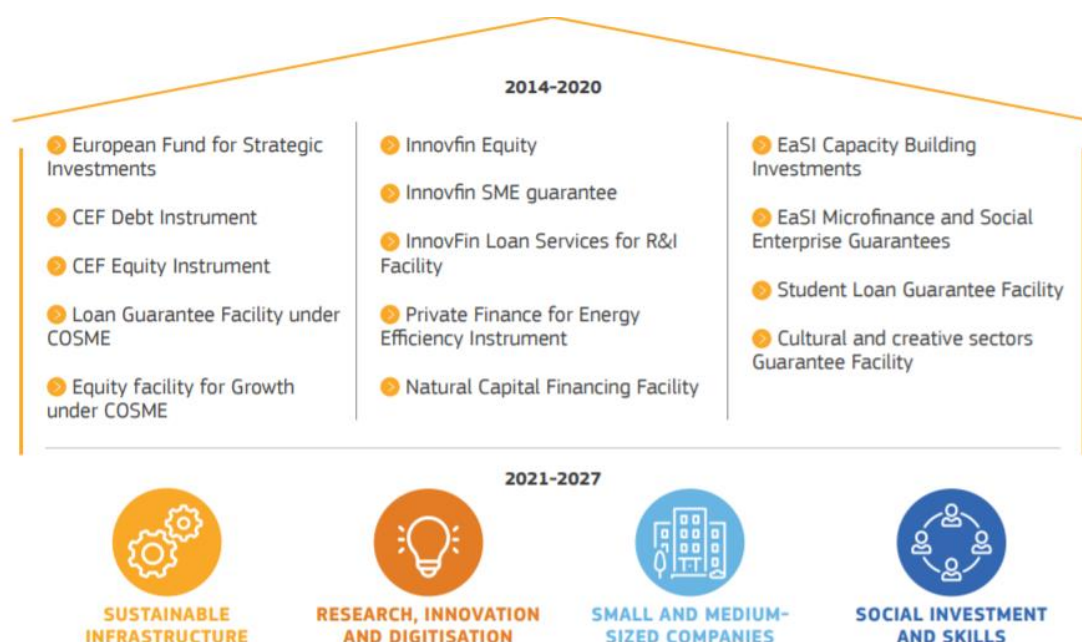 2014-2020
European Fund for Strategic
Investments
CEF Debt Instrument
CEF Equity Instrument
Loan Guarantee Facility under
COSME
Equity facility for Growth
under COSME
Innovfin Equity
Innovfin SME guarantee
InnovFin Loan Services for R&I
Facility
Private Finance for Energy
Efficiency Instrument
Natural Capital Financing Facility
EaSI Capacity Building
Investments
EaSI Microfinance and Social
Enterprise Guarantees
Student Loan Guarantee Facility
Cultural and creative sectors
Guarantee Facility
2021-2027
SUSTAINABLE
INFRASTRUCTURE
RESEARCH, INNOVATION
AND DIGITISATION
SMALL AND MEDIUM-
SIZED COMPANIES
SOCIAL INVESTMENT
AND SKILLS